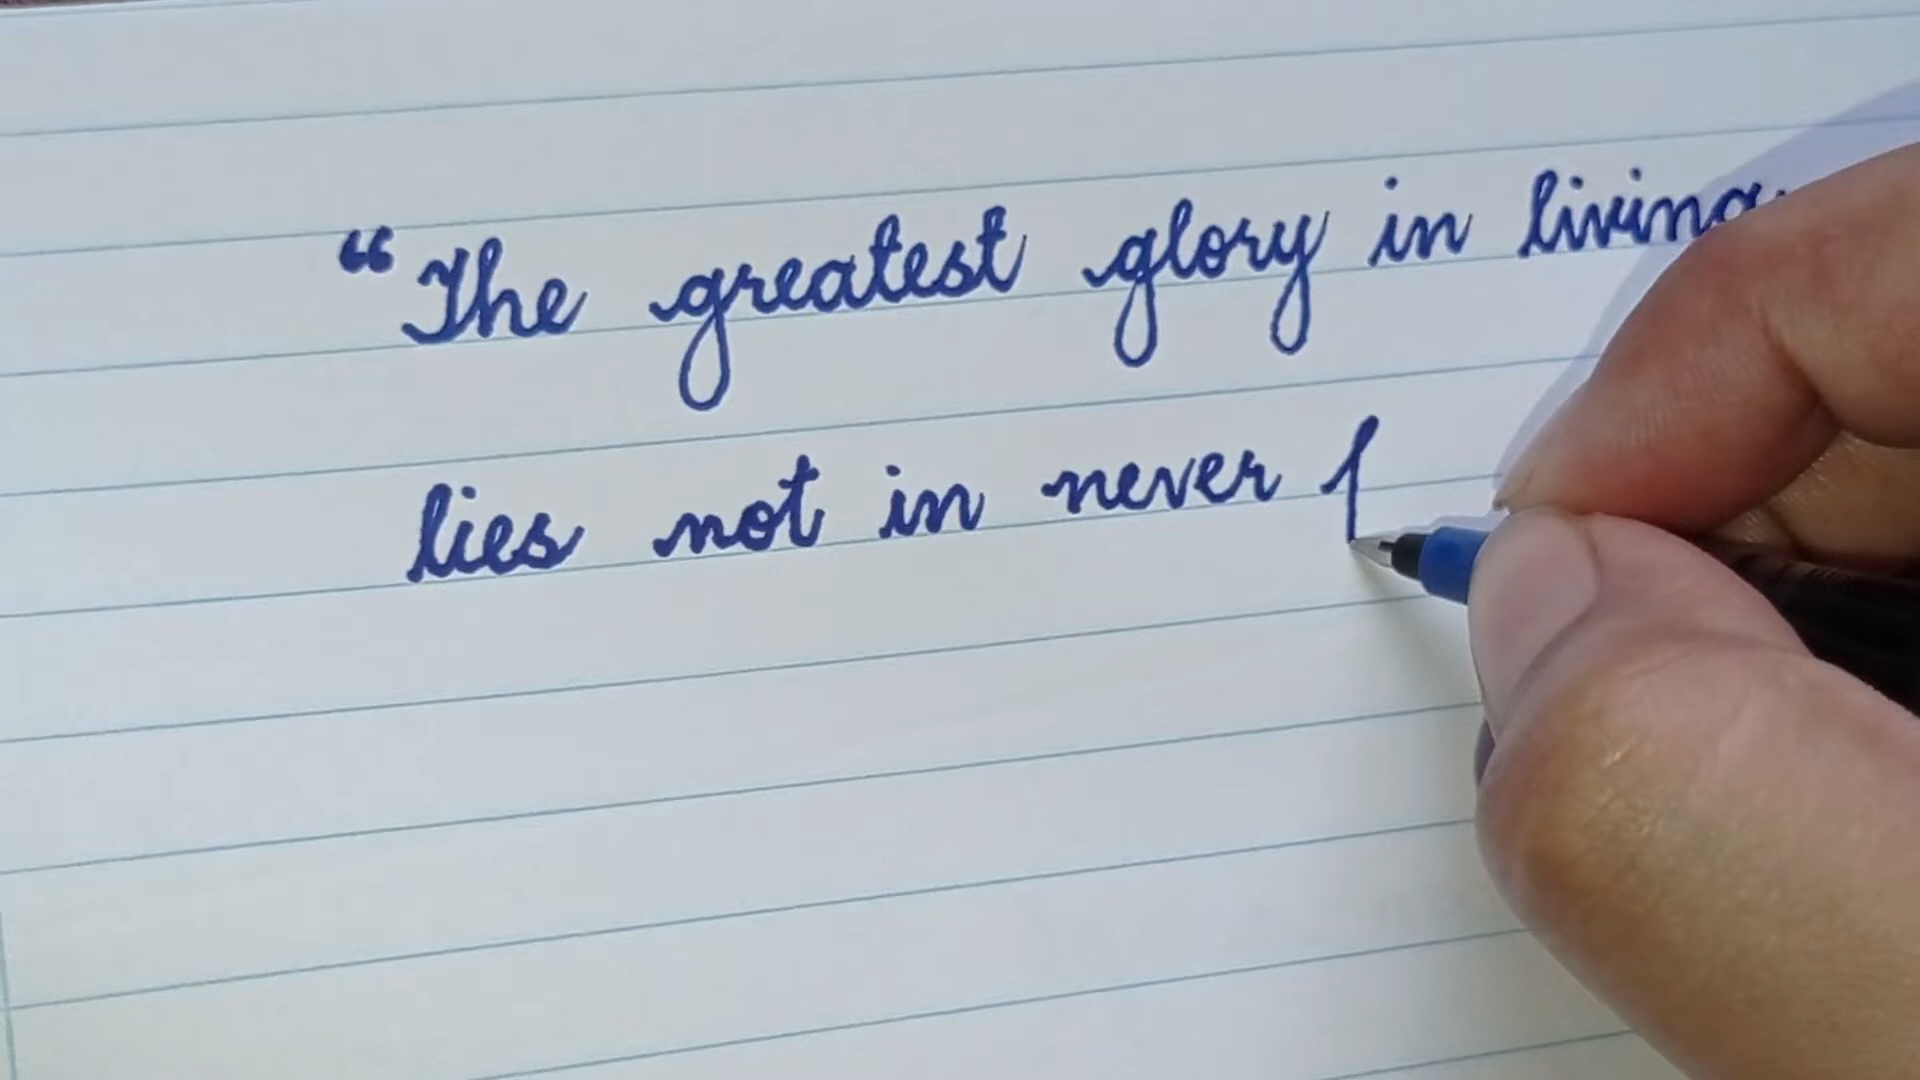 “The greatest glory in living
lies not in never